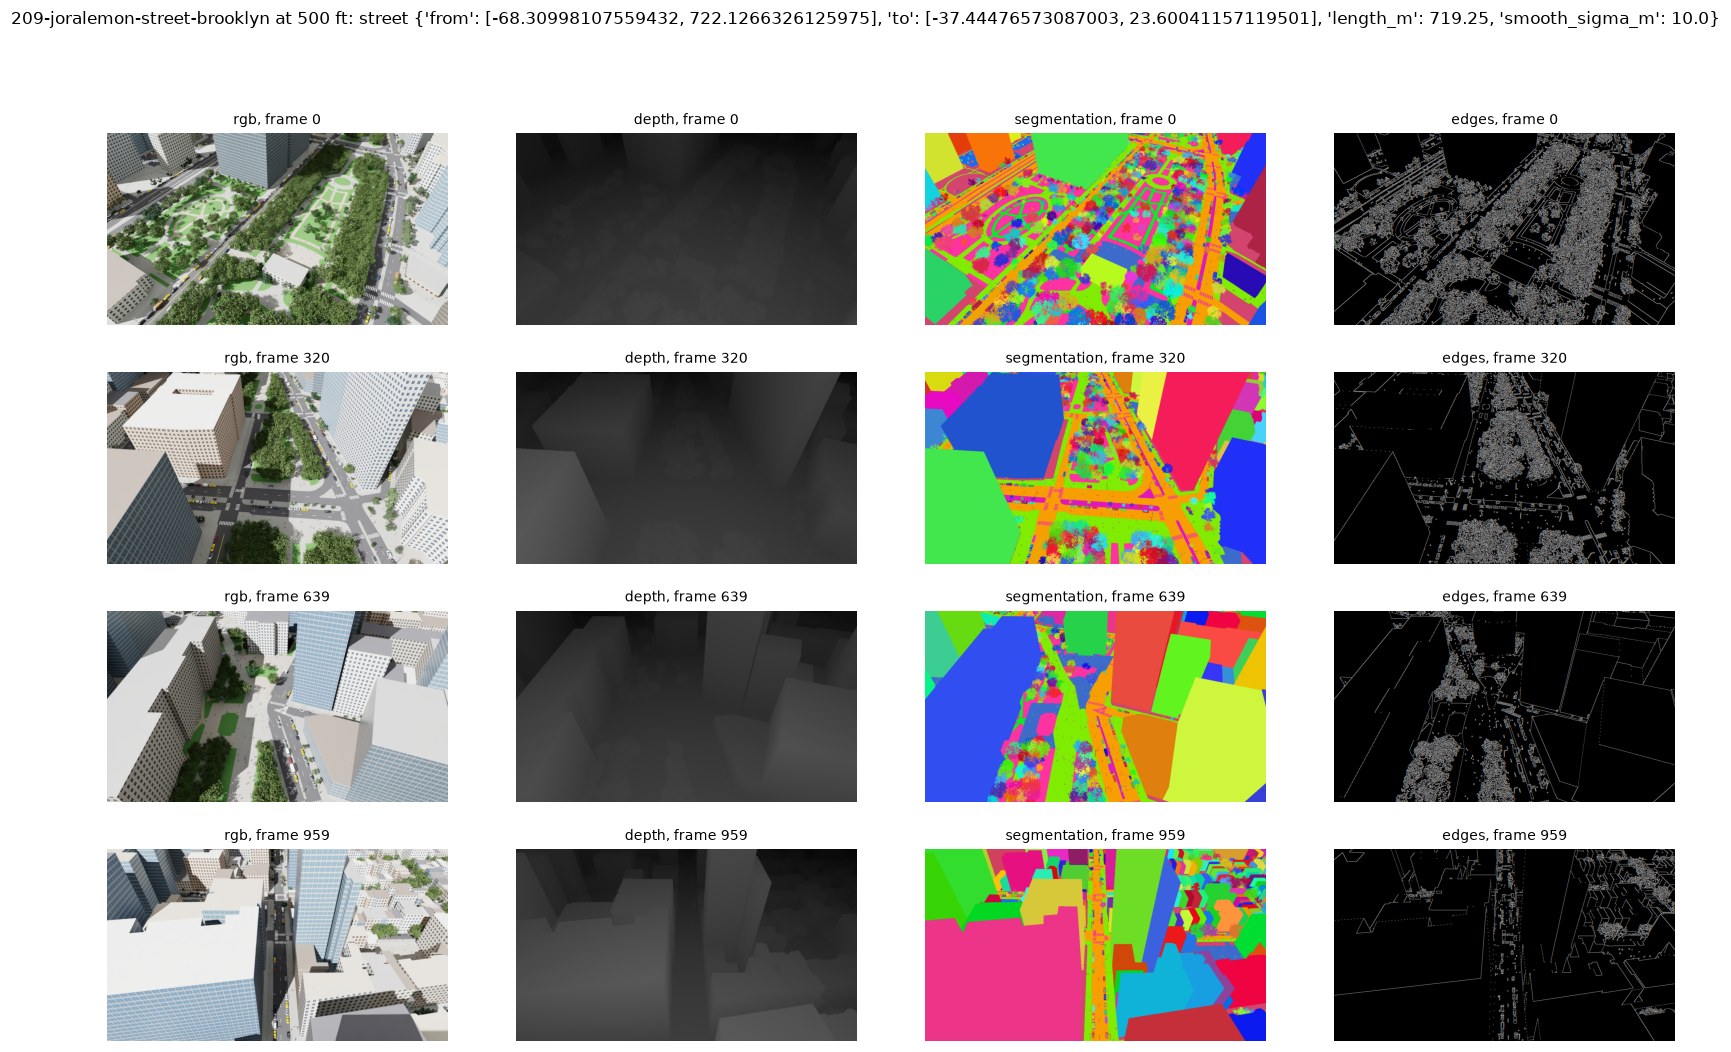 209-joralemon-street-brooklyn at 500 ft: street {'from': [-68.30998107559432, 722.1266326125975], 'to': [-37.44476573087003, 23.60041157119501], 'length_m': 719.25, 'smooth_sigma_m': 10.0}
rgb, frame 0
depth, frame 0
segmentation, frame 0
edges, frame 0
rgb, frame 320
depth, frame 320
segmentation, frame 320
edges, frame 320
rgb, frame 639
depth, frame 639
segmentation, frame 639
edges, frame 639
rgb, frame 959
depth, frame 959
segmentation, frame 959
edges, frame 959